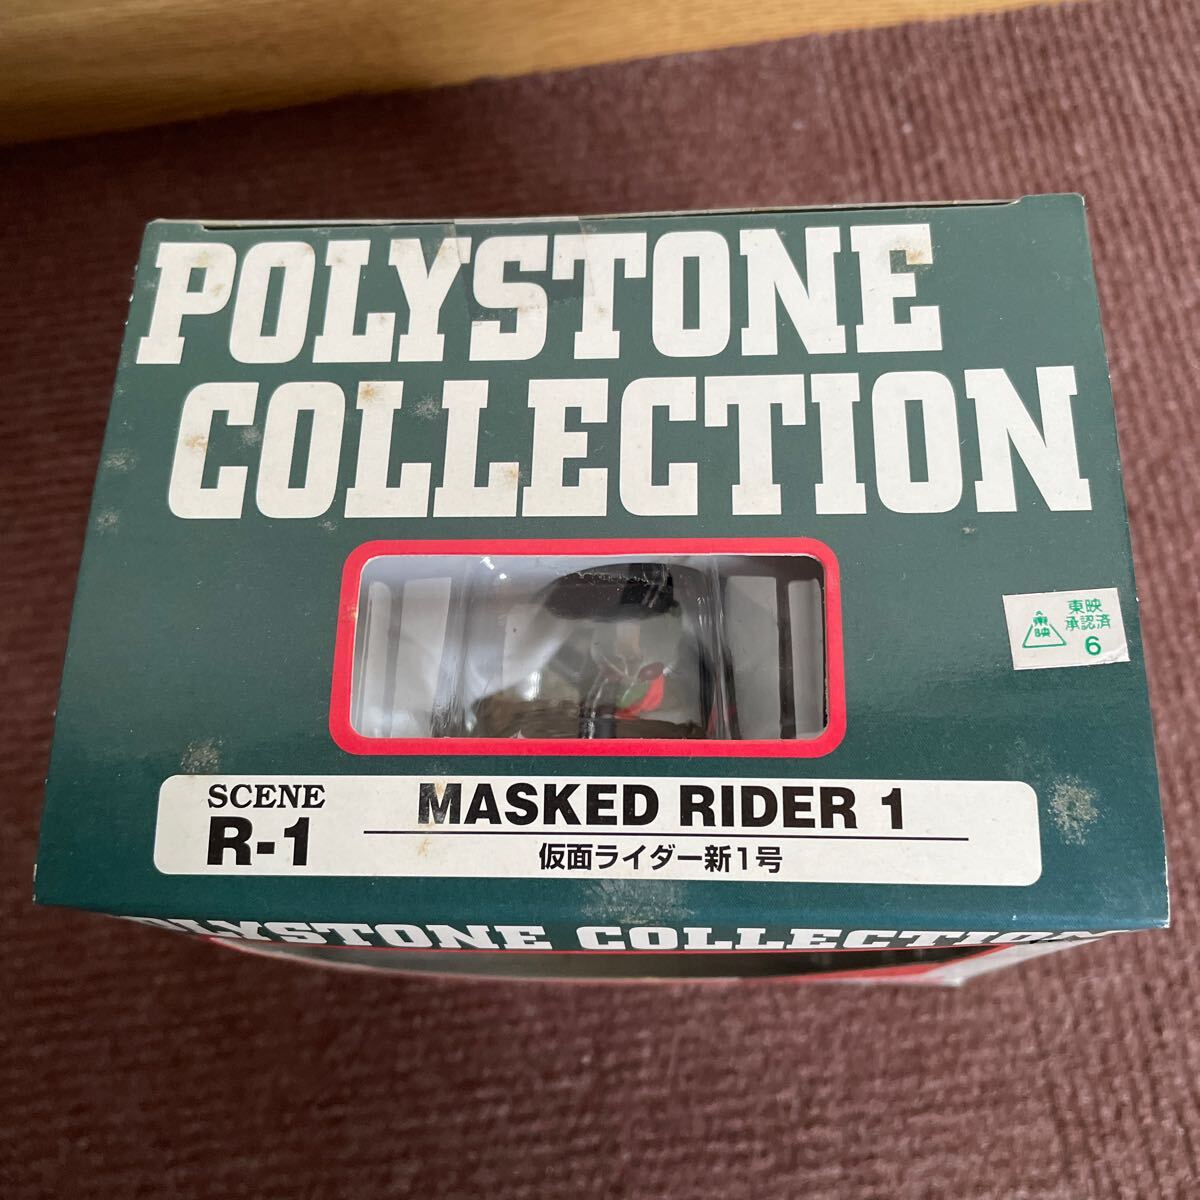 POLYSTONE
COLLECTION
東映
東映
承認済
6
SCENE
R-1
MASKED RIDER 1
仮面ライダー新1号
POLYSTONE COLLECTION